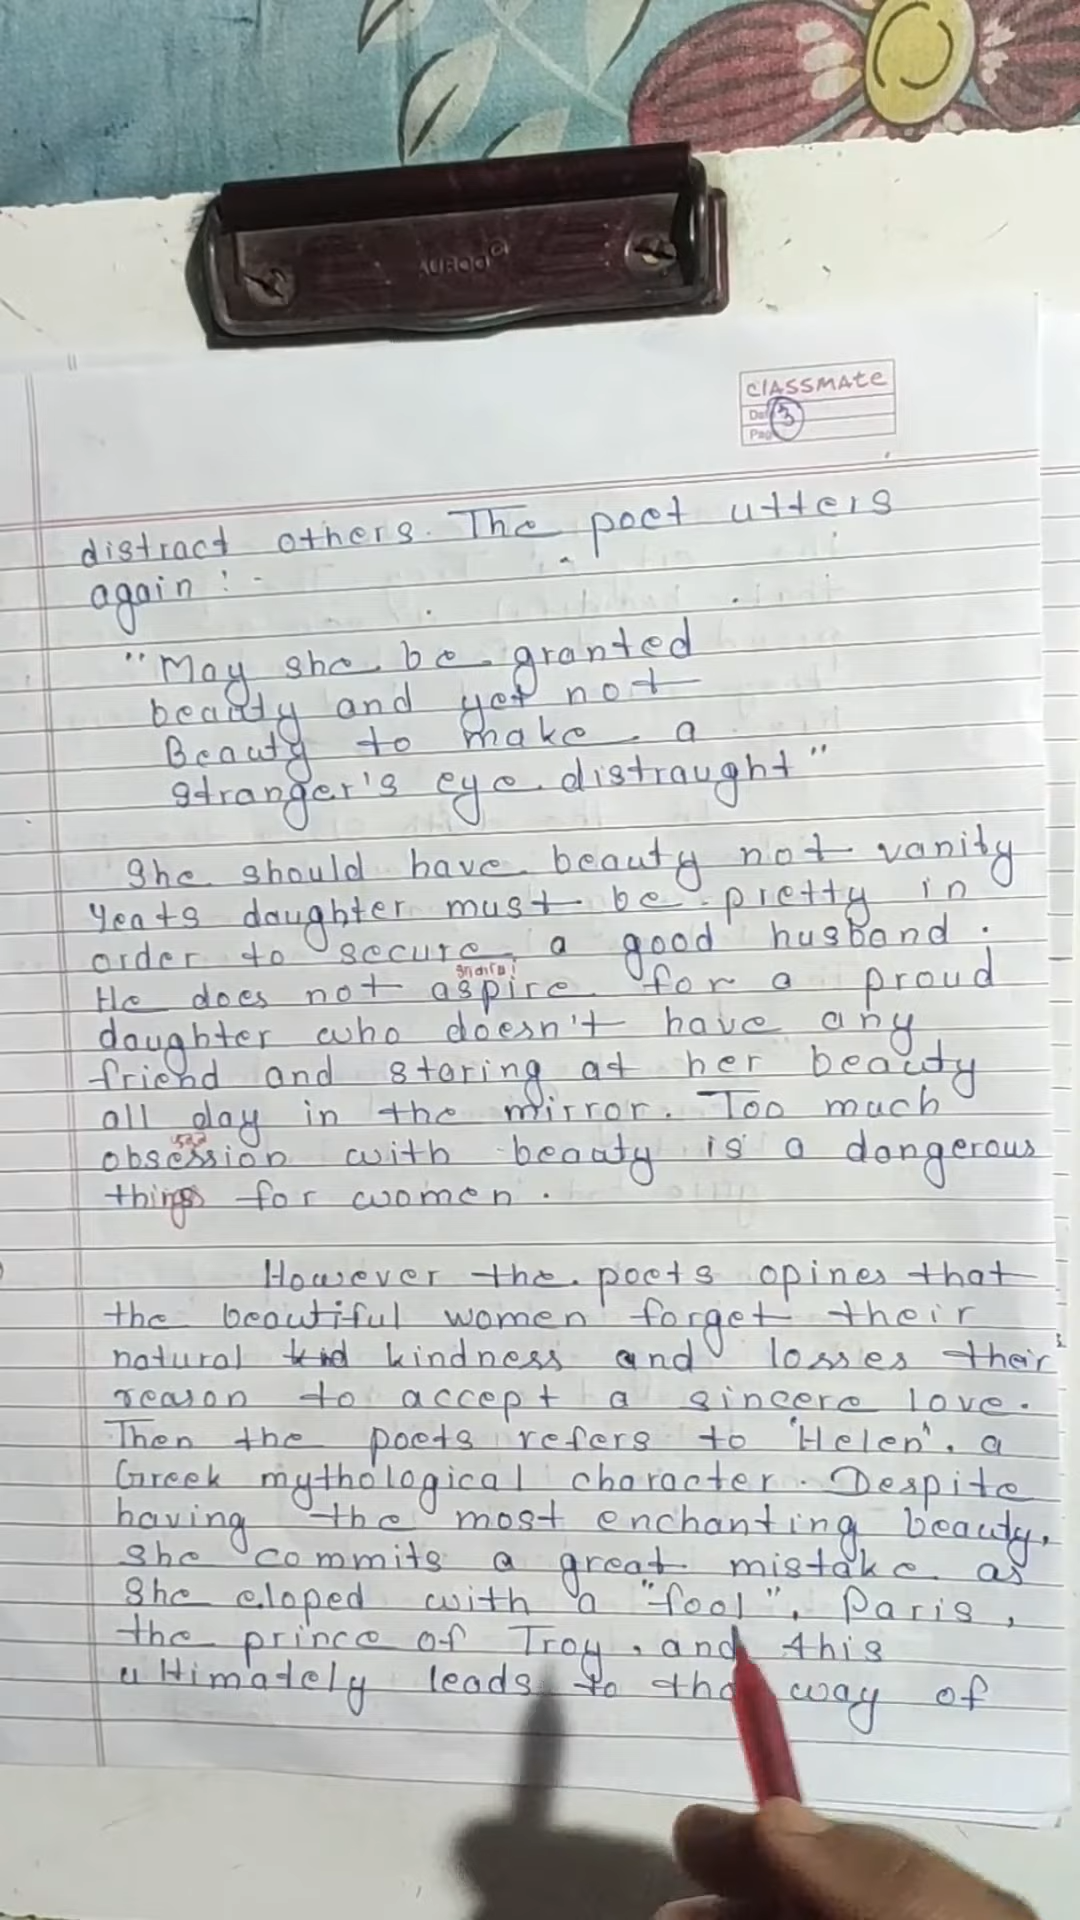 CLASSMATE
3
distract others. The poet utters
again :-
"May she be granted
beauty and yet not
Beauty to make a
stranger's eye distraught"
She should have beauty not vanity
Yeats daughter must be pretty in
order to secure a good husband.
He does not aspire for a proud
daughter who doesn't have any
friend and staring at her beauty
all day in the mirror. Too much
obsession with beauty is a dangerous
things for women.
However the poets opines that
the beautiful women forget their
natural kindness and losses their
reason to accept a sincere love.
Then the poets refers to 'Helen', a
Greek mythological character. Despite
having the most enchanting beauty,
she commits a great mistake as
she eloped with a "fool", Paris,
the prince of Troy, and this
ultimately leads to the way of